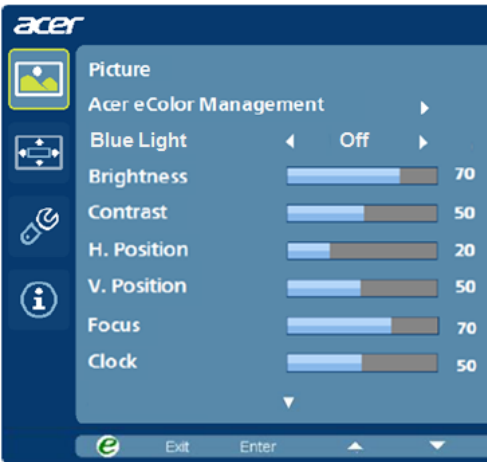 acer
Picture
Acer eColor Management
Blue Light Off
Brightness 70
Contrast 50
H. Position 20
V. Position 50
Focus 70
Clock 50
e Exit Enter